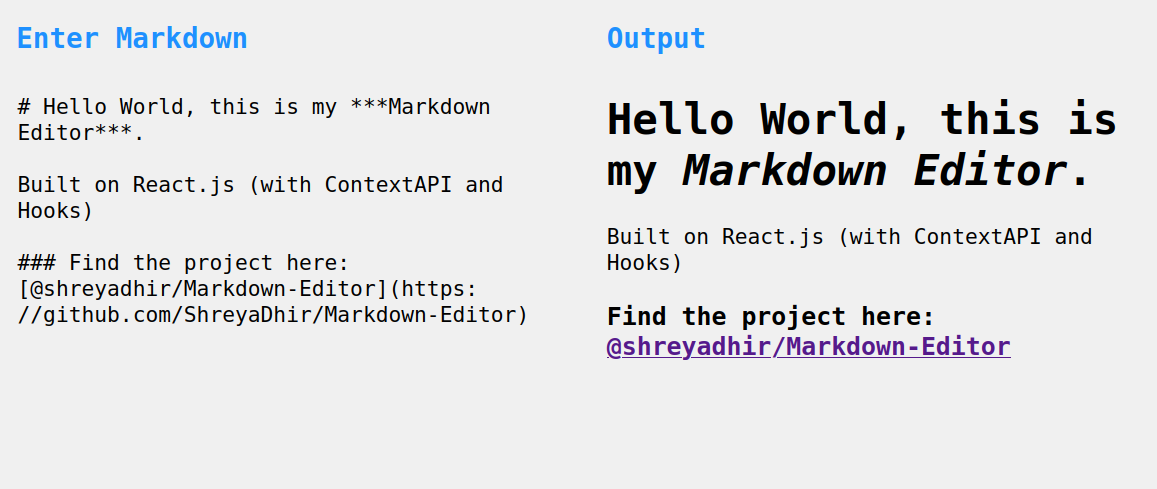 Enter Markdown
# Hello World, this is my ***Markdown
Editor***.
Built on React.js (with ContextAPI and
Hooks)
### Find the project here:
[@shreyadhir/Markdown-Editor](https:
//github.com/ShreyaDhir/Markdown-Editor)
Output
Hello World, this is
my Markdown Editor.
Built on React.js (with ContextAPI and
Hooks)
Find the project here:
@shreyadhir/Markdown-Editor